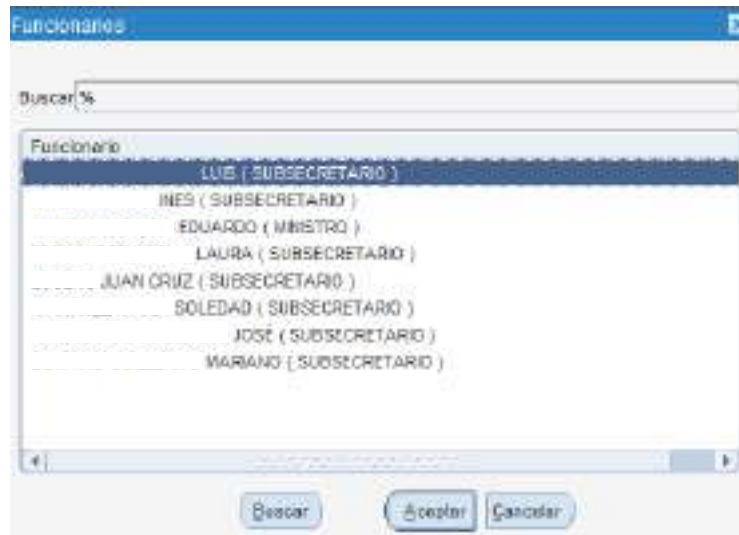 Funcionarios
Buscar %
Funcionario
LUIS ( SUBSECRETARIO )
INES ( SUBSECRETARIO )
EDUARDO ( MINISTRO )
LAURA ( SUBSECRETARIO )
JUAN CRUZ ( SUBSECRETARIO )
SOLEDAD ( SUBSECRETARIO )
JOSÉ ( SUBSECRETARIO )
MARIANO ( SUBSECRETARIO )
Buscar Aceptar Cancelar